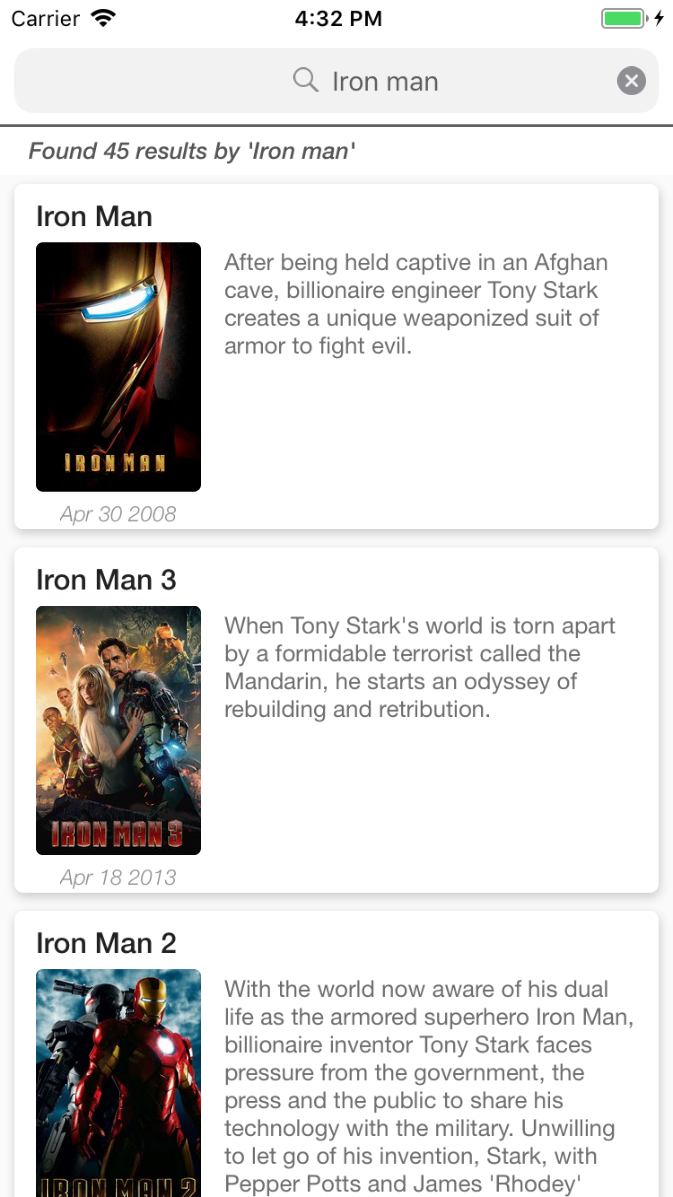 Carrier 4:32 PM
Iron man
Found 45 results by 'Iron man'
Iron Man
After being held captive in an Afghan
cave, billionaire engineer Tony Stark
creates a unique weaponized suit of
armor to fight evil.
IRON MAN
Apr 30 2008
Iron Man 3
When Tony Stark's world is torn apart
by a formidable terrorist called the
Mandarin, he starts an odyssey of
rebuilding and retribution.
IRON MAN 3
Apr 18 2013
Iron Man 2
With the world now aware of his dual
life as the armored superhero Iron Man,
billionaire inventor Tony Stark faces
pressure from the government, the
press and the public to share his
technology with the military. Unwilling
to let go of his invention, Stark, with
Pepper Potts and James 'Rhodey'
IRON MAN 2